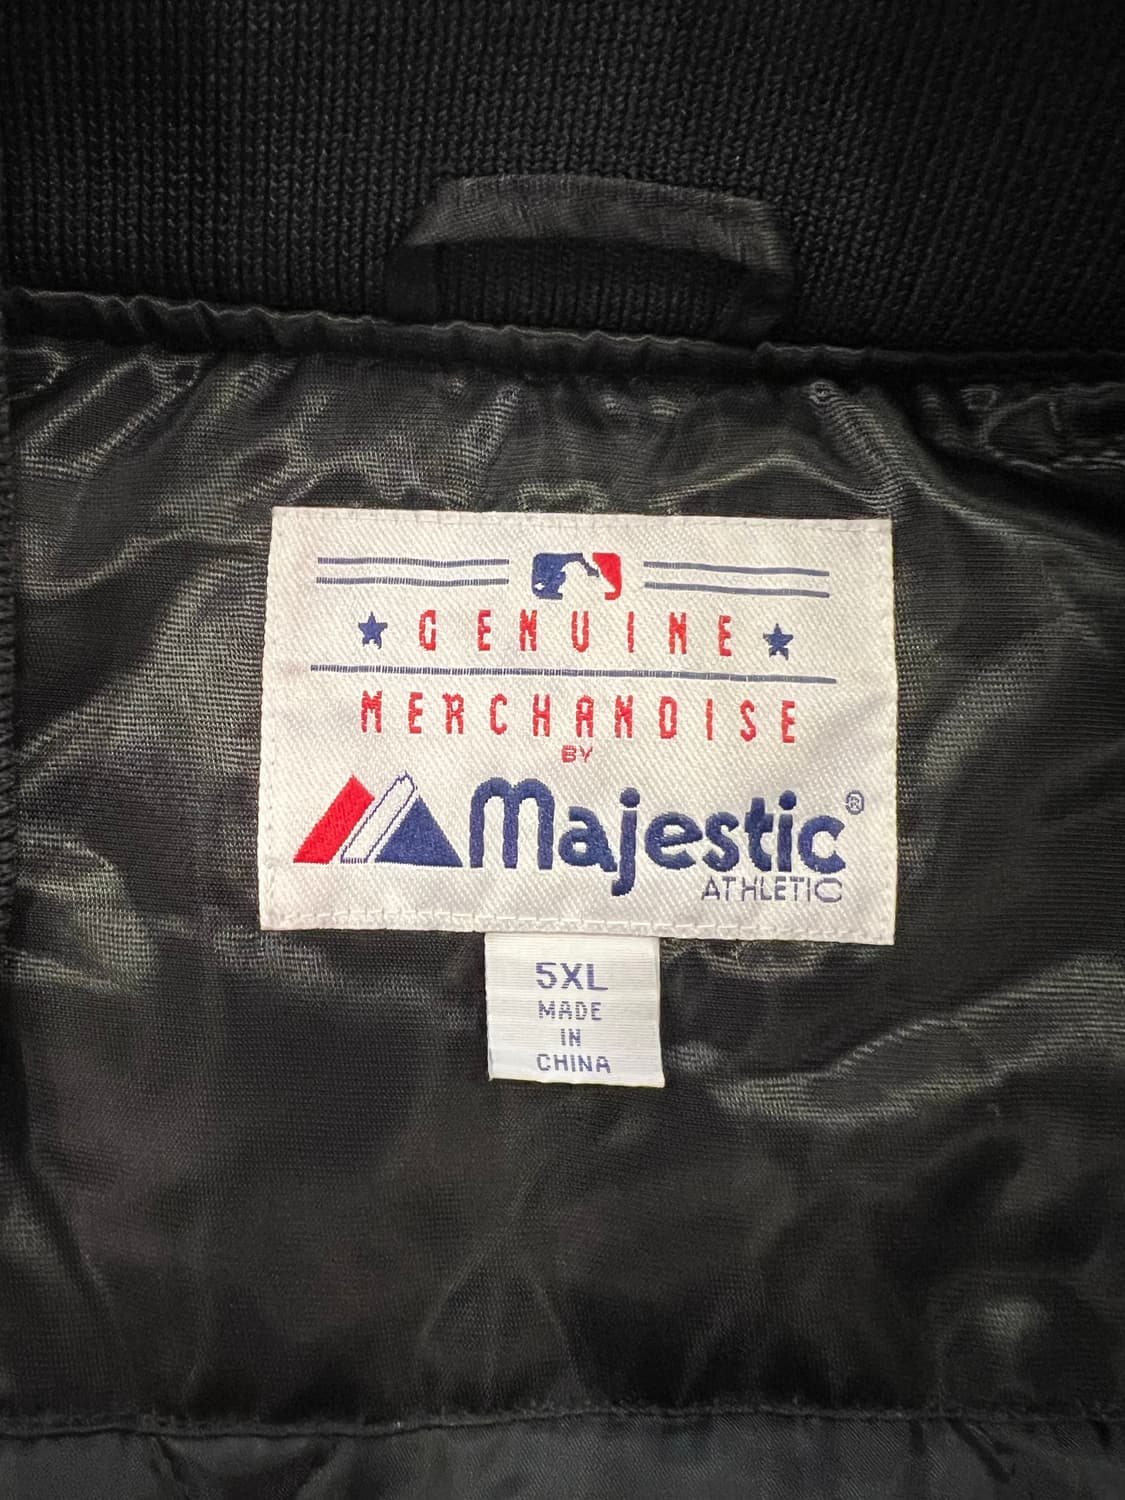 GENUINE
MERCHANDISE
BY
Majestic®
ATHLETIC
5XL
MADE
IN
CHINA